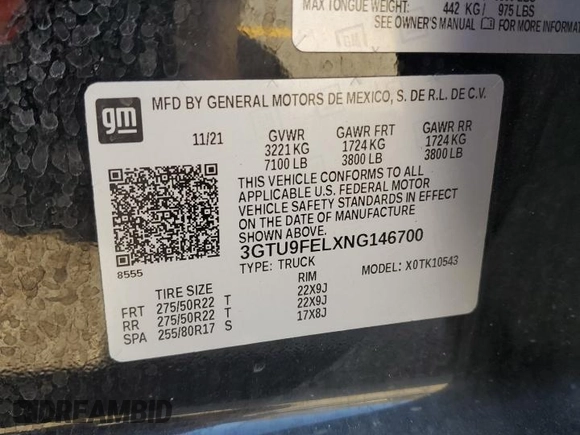 MAX TONGUE WEIGHT: 442 KG / 975 LBS
SEE OWNER'S MANUAL FOR MORE INFORMATION
GM
gm
MFD BY GENERAL MOTORS DE MEXICO, S. DE R.L. DE C.V.
11/21 GVWR GAWR FRT GAWR RR
3221 KG 1724 KG 1724 KG
7100 LB 3800 LB 3800 LB
THIS VEHICLE CONFORMS TO ALL
APPLICABLE U.S. FEDERAL MOTOR
VEHICLE SAFETY STANDARDS IN EFFECT
ON THE DATE OF MANUFACTURE
SHOWN ABOVE.
3GTU9FELXNG146700
8555
TYPE: TRUCK MODEL: X0TK10543
TIRE SIZE RIM
FRT 275/50R22 T 22X9J
RR 275/50R22 T 22X9J
SPA 255/80R17 S 17X8J
DREAMBID